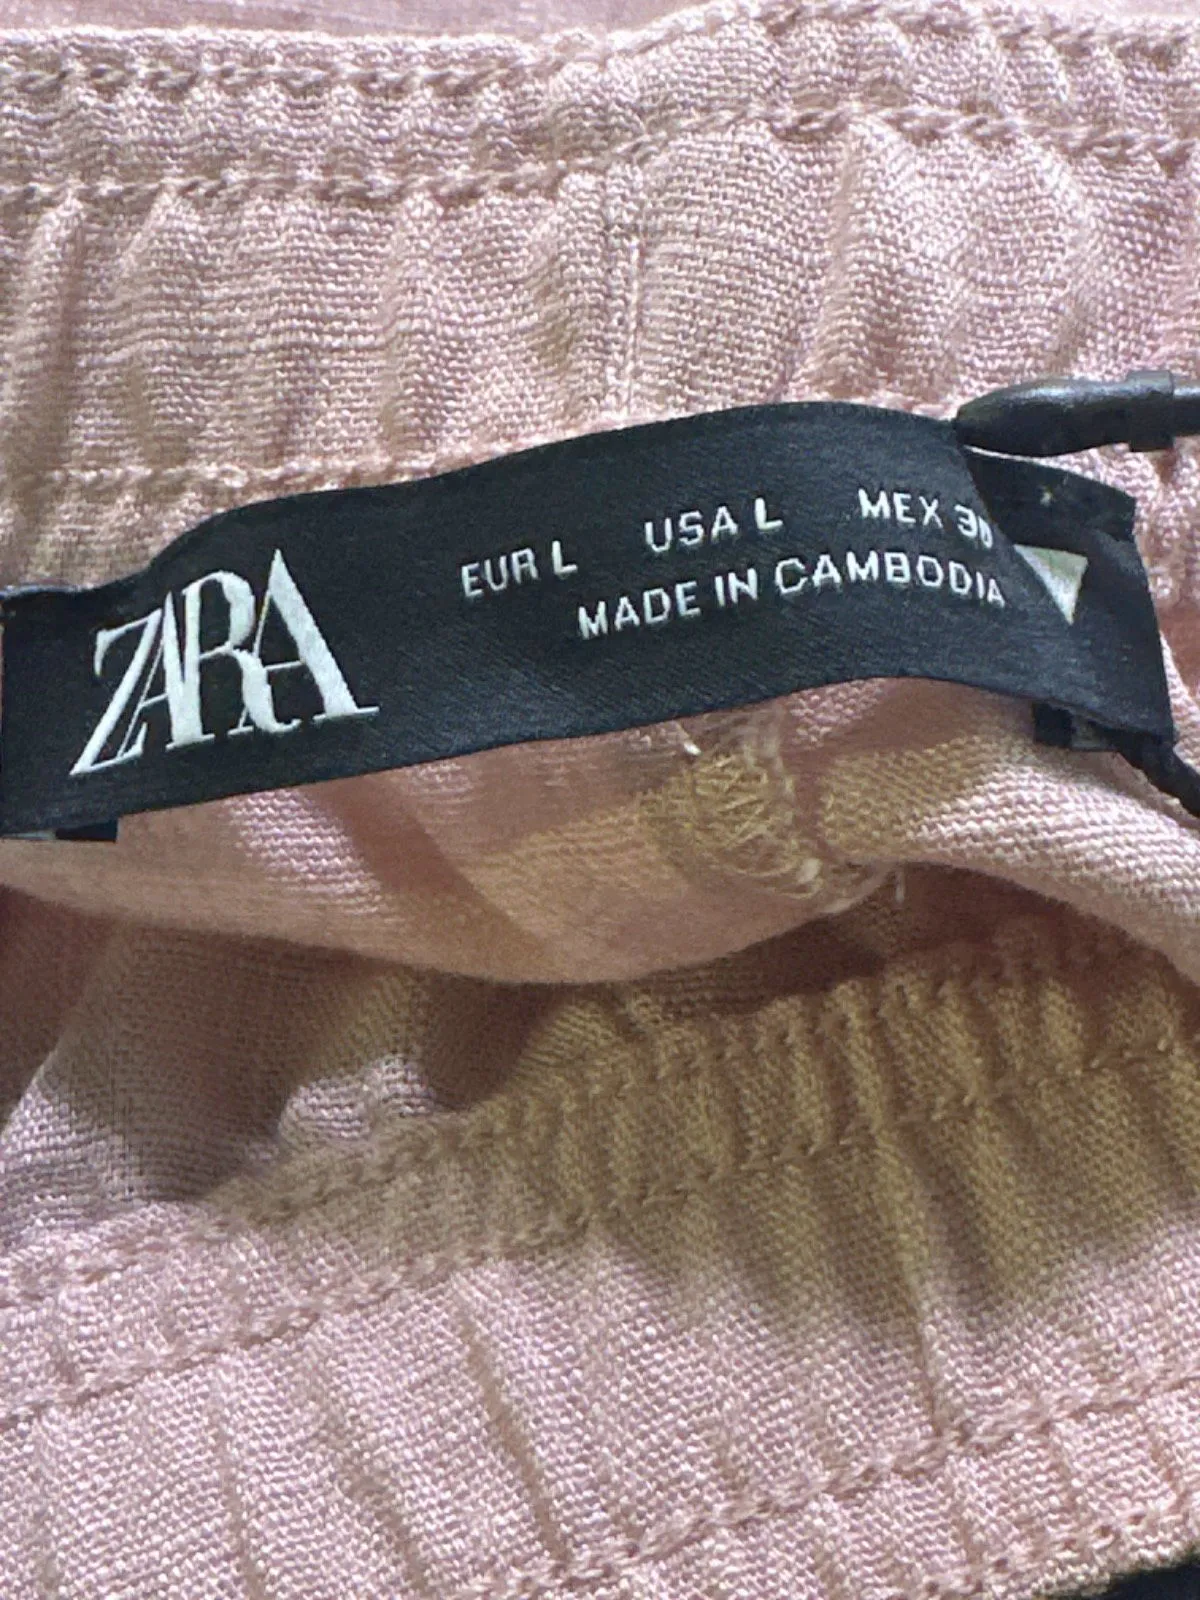 ZARA
EUR L USA L MEX 30
MADE IN CAMBODIA